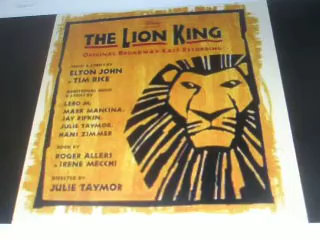 Disney
THE LION KING
ORIGINAL BROADWAY CAST RECORDING
MUSIC & LYRICS BY
ELTON JOHN
& TIM RICE
ADDITIONAL MUSIC
& LYRICS BY
LEBO M,
MARK MANCINA,
JAY RIFKIN,
JULIE TAYMOR,
HANS ZIMMER
BOOK BY
ROGER ALLERS
& IRENE MECCHI
DIRECTED BY
JULIE TAYMOR